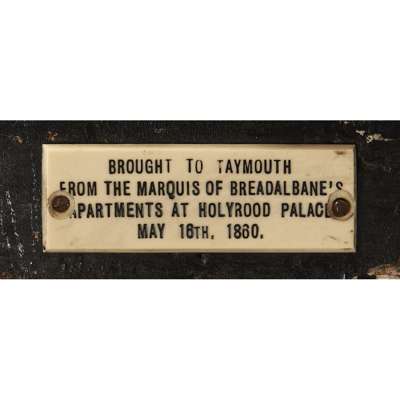 BROUGHT TO TAYMOUTH
FROM THE MARQUIS OF BREADALBANE'S
APARTMENTS AT HOLYROOD PALACE
MAY 16TH, 1860.